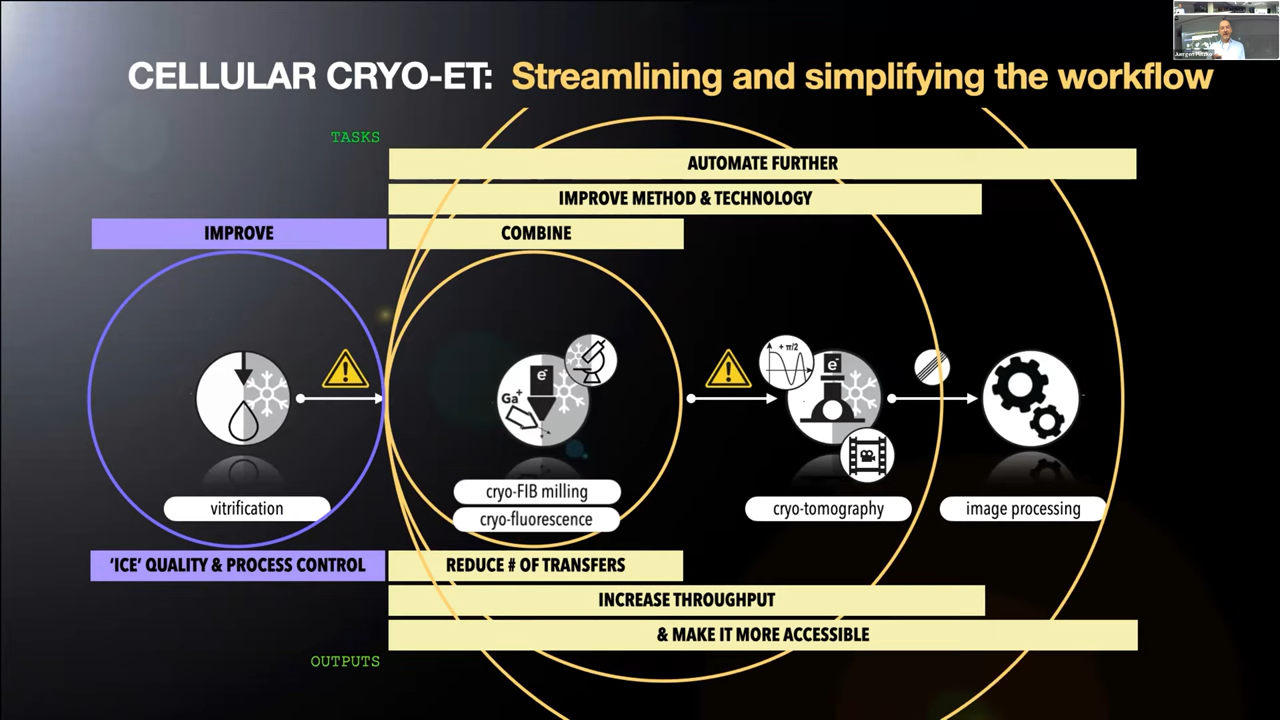 CELLULAR CRYO-ET: Streamlining and simplifying the workflow
TASKS
AUTOMATE FURTHER
IMPROVE METHOD & TECHNOLOGY
IMPROVE
COMBINE
+ π/2
e-
e-
Ga+
cryo-FIB milling
cryo-fluorescence
vitrification
cryo-tomography
image processing
‘ICE’ QUALITY & PROCESS CONTROL
REDUCE # OF TRANSFERS
INCREASE THROUGHPUT
& MAKE IT MORE ACCESSIBLE
OUTPUTS